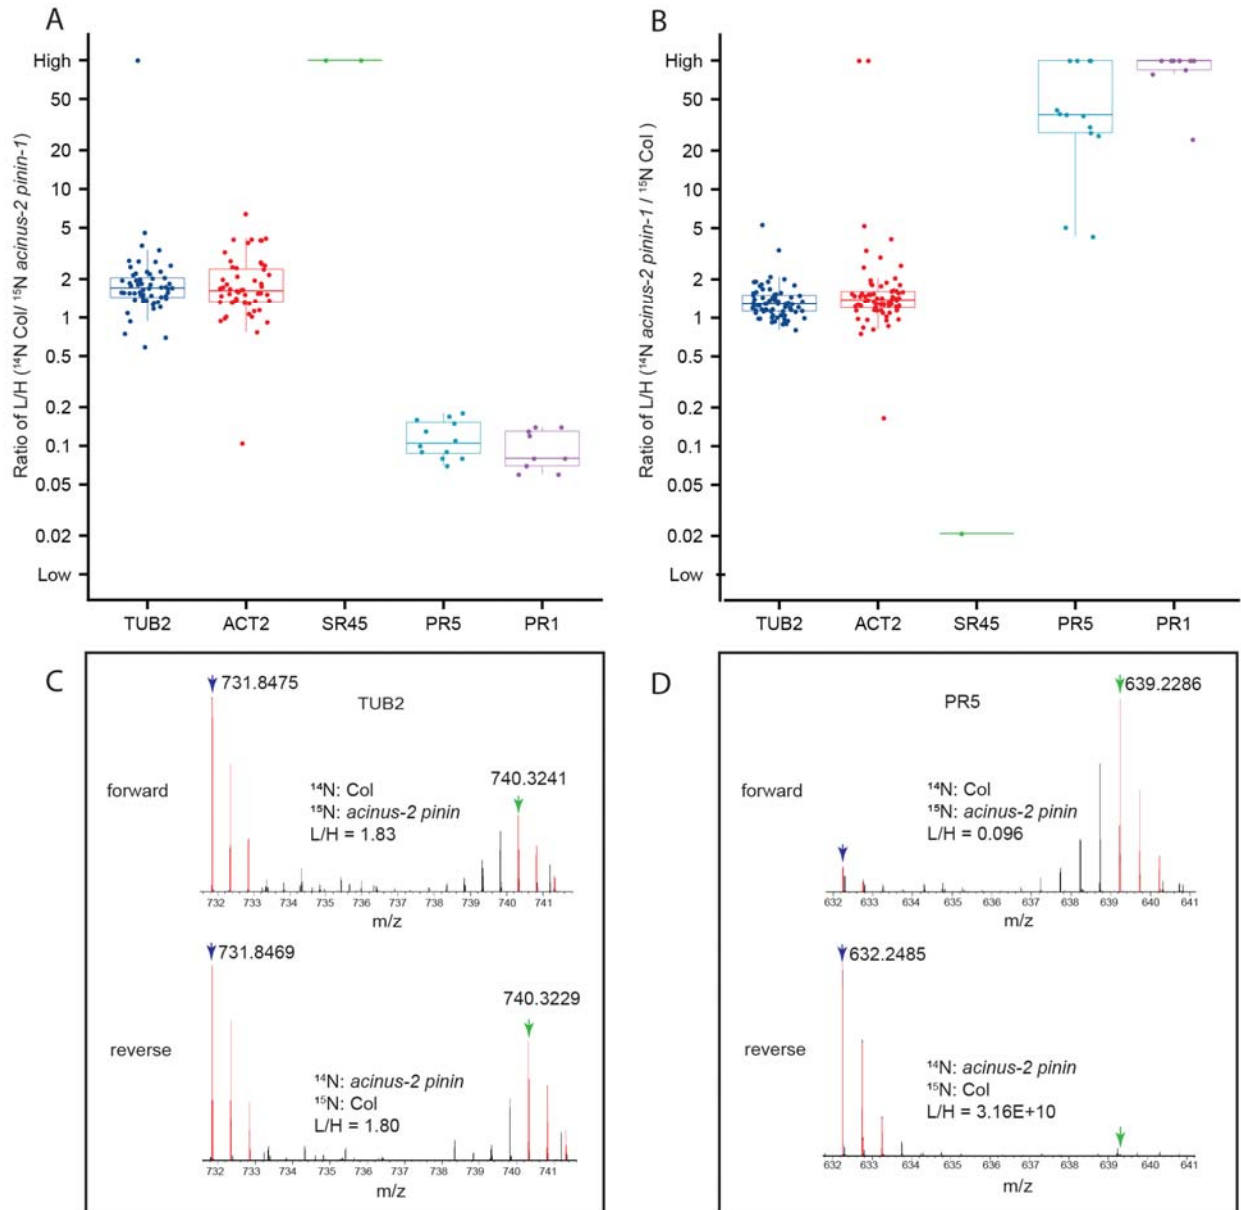 A
Ratio of L/H (¹⁴N Col/ ¹⁵N acinus-2 pinin-1)
High
50
20
10
5
2
1
0.5
0.2
0.1
0.05
0.02
Low
TUB2 ACT2 SR45 PR5 PR1
B
Ratio of L/H (¹⁴N acinus-2 pinin-1 / ¹⁵N Col )
High
50
20
10
5
2
1
0.5
0.2
0.1
0.05
0.02
Low
TUB2 ACT2 SR45 PR5 PR1
C
731.8475
TUB2
740.3241
forward
¹⁴N: Col
¹⁵N: acinus-2 pinin
L/H = 1.83
732 733 734 735 736 737 738 739 740 741
m/z
731.8469
740.3229
reverse
¹⁴N: acinus-2 pinin
¹⁵N: Col
L/H = 1.80
732 733 734 735 736 737 738 739 740 741
m/z
D
639.2286
PR5
forward
¹⁴N: Col
¹⁵N: acinus-2 pinin
L/H = 0.096
632 633 634 635 636 637 638 639 640 641
m/z
632.2485
reverse
¹⁴N: acinus-2 pinin
¹⁵N: Col
L/H = 3.16E+10
632 633 634 635 636 637 638 639 640 641
m/z